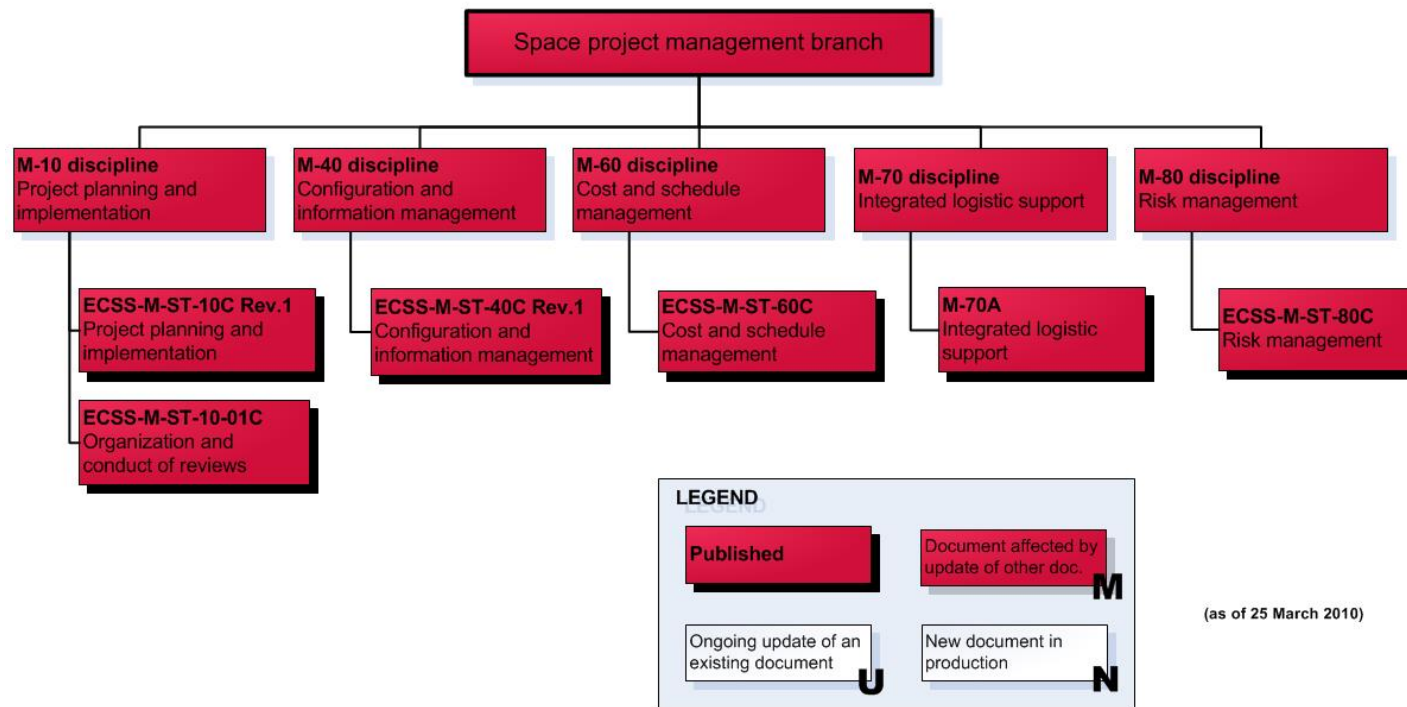 Space project management branch
M-10 discipline
Project planning and
implementation
M-40 discipline
Configuration and
information management
M-60 discipline
Cost and schedule
management
M-70 discipline
Integrated logistic support
M-80 discipline
Risk management
ECSS-M-ST-10C Rev.1
Project planning and
implementation
ECSS-M-ST-40C Rev.1
Configuration and
information management
ECSS-M-ST-60C
Cost and schedule
management
M-70A
Integrated logistic
support
ECSS-M-ST-80C
Risk management
ECSS-M-ST-10-01C
Organization and
conduct of reviews
LEGEND
Published
Document affected by
update of other doc.
M
Ongoing update of an
existing document
U
New document in
production
N
(as of 25 March 2010)